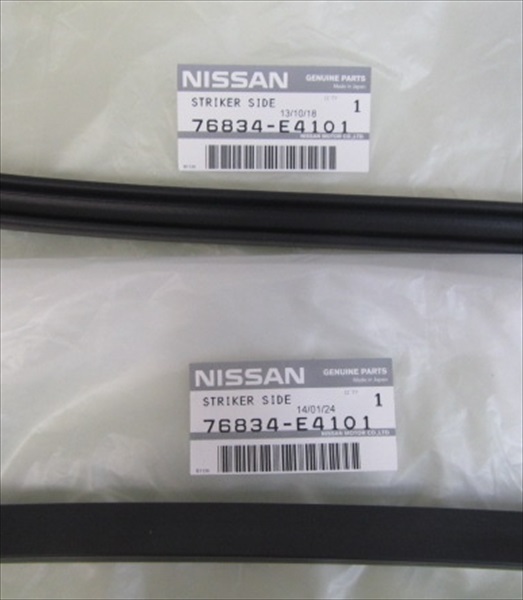 NISSAN GENUINE PARTS
Made in Japan
STRIKER SIDE
13/10/18 1
76834-E4101
NISSAN MOTOR CO.,LTD.
NISSAN GENUINE PARTS
Made in Japan
STRIKER SIDE
14/01/24 1
76834-E4101
NISSAN MOTOR CO.,LTD.